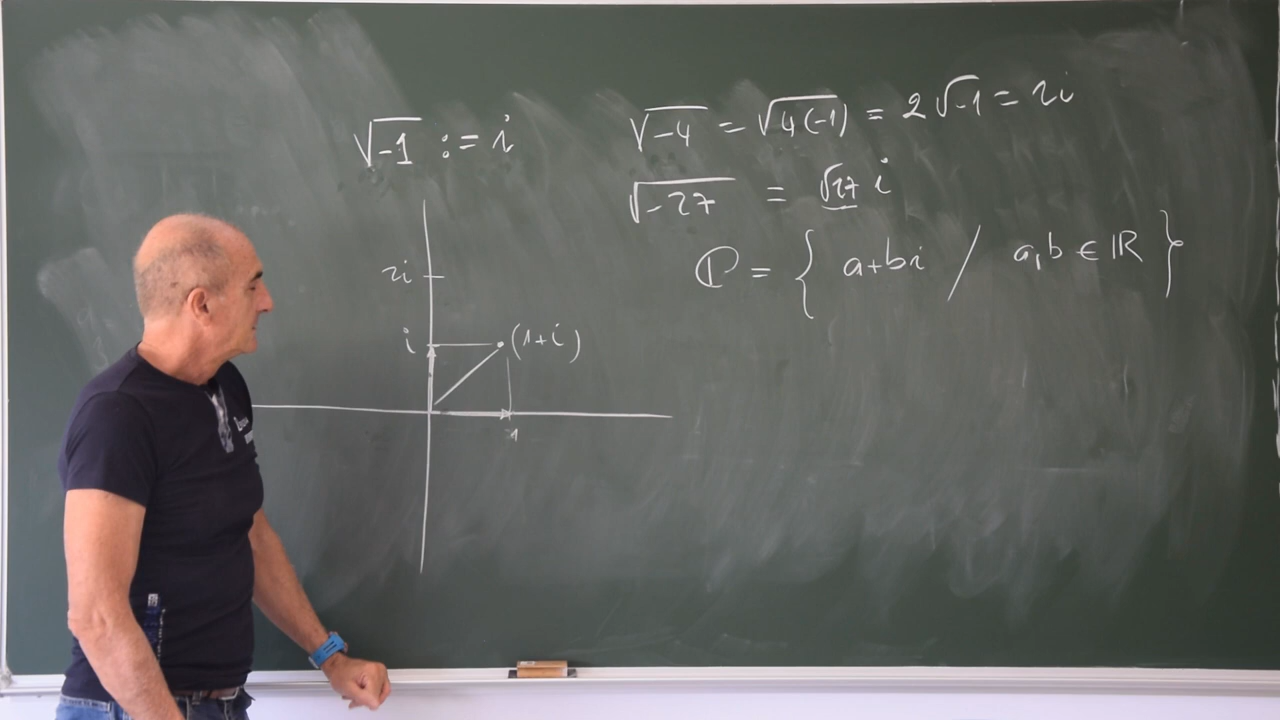 √-1 := i
√-4 = √4(-1) = 2√-1 = 2i
√-27 = √27 i
ℂ = { a+bi / a,b ∈ ℝ }
2i
i
(1+i)
1